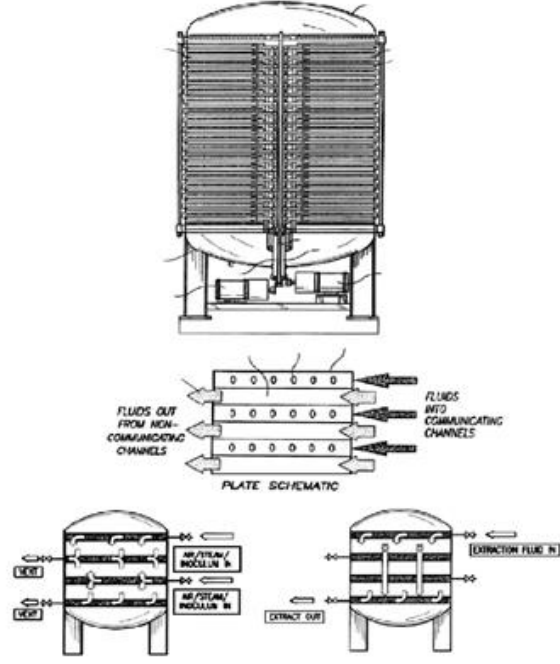 FLUIDS OUT
FROM NON-
COMMUNICATING
CHANNELS
FLUIDS
INTO
COMMUNICATING
CHANNELS
PLATE SCHEMATIC
AIR/STEAM/
INOCULUM IN
VENT
AIR/STEAM/
INOCULUM IN
VENT
EXTRACTION FLUID IN
EXTRACT OUT